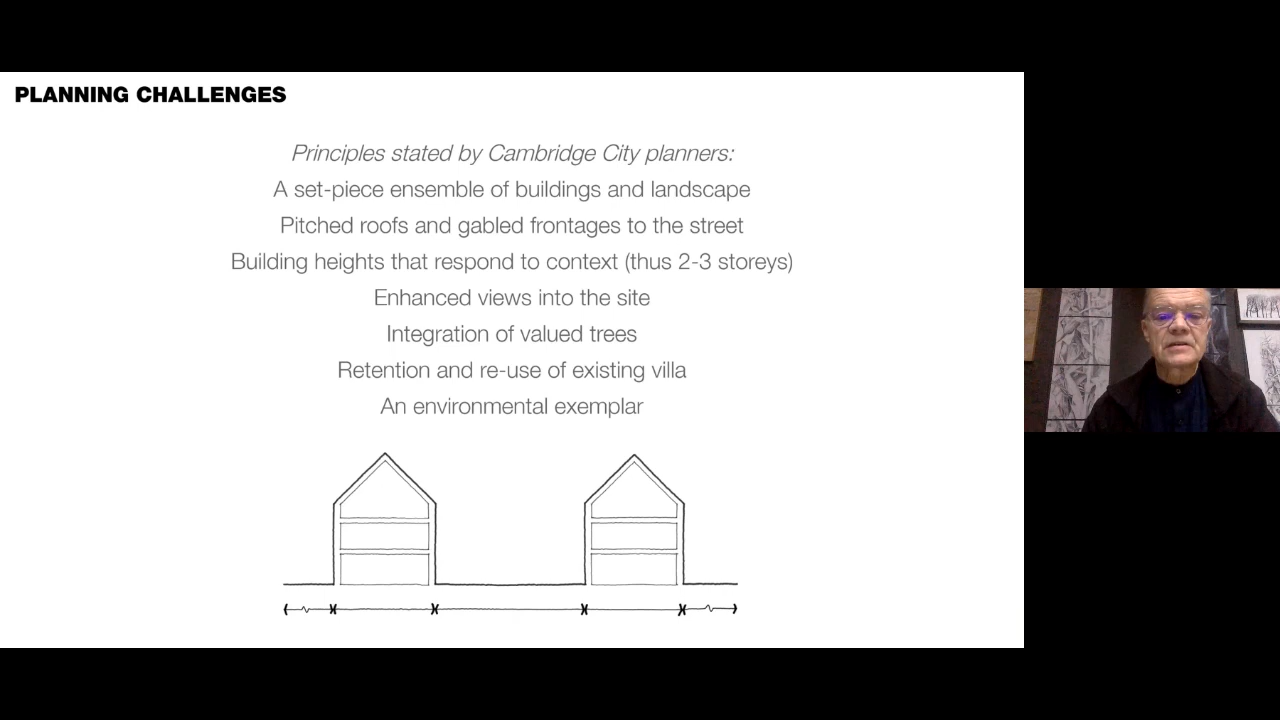 PLANNING CHALLENGES
Principles stated by Cambridge City planners:
A set-piece ensemble of buildings and landscape
Pitched roofs and gabled frontages to the street
Building heights that respond to context (thus 2-3 storeys)
Enhanced views into the site
Integration of valued trees
Retention and re-use of existing villa
An environmental exemplar